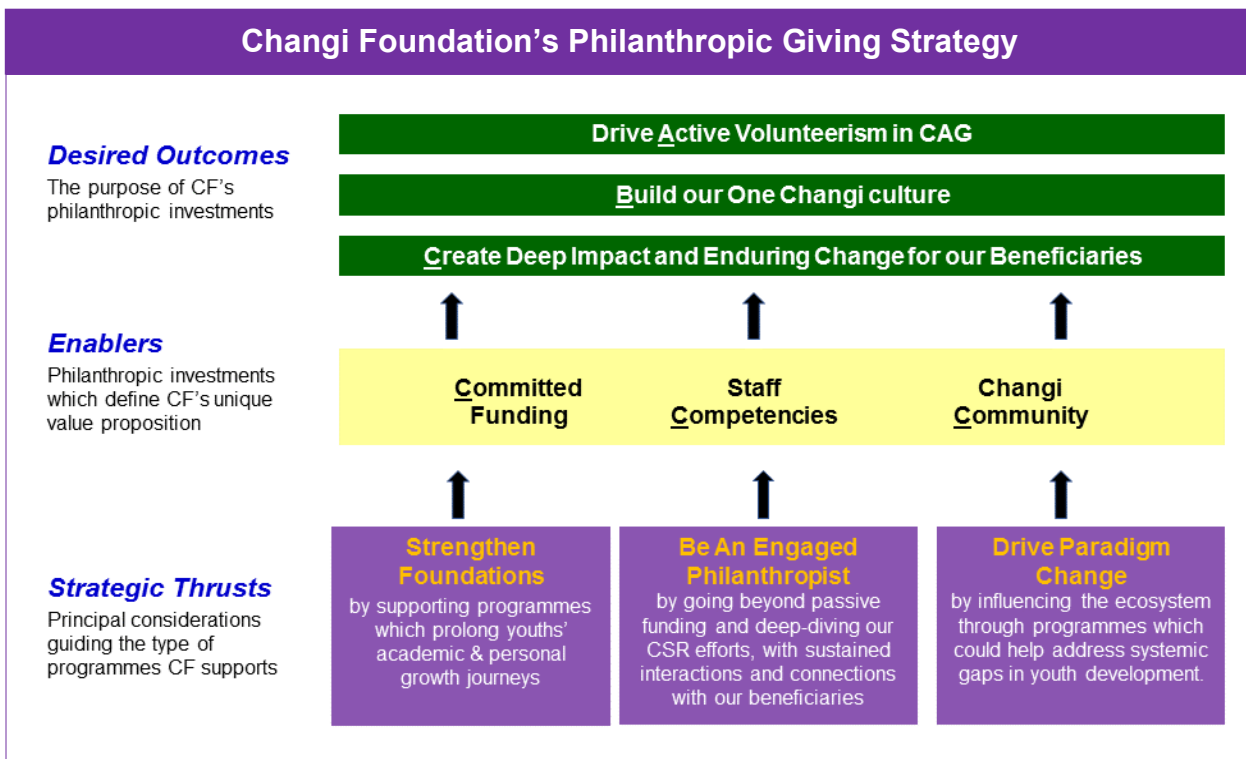 Changi Foundation's Philanthropic Giving Strategy
Desired Outcomes
The purpose of CF's
philanthropic investments
Drive Active Volunteerism in CAG
Build our One Changi culture
Create Deep Impact and Enduring Change for our Beneficiaries
Enablers
Philanthropic investments
which define CF's unique
value proposition
Committed
Funding
Staff
Competencies
Changi
Community
Strategic Thrusts
Principal considerations
guiding the type of
programmes CF supports
Strengthen
Foundations
by supporting programmes
which prolong youths'
academic & personal
growth journeys
Be An Engaged
Philanthropist
by going beyond passive
funding and deep-diving our
CSR efforts, with sustained
interactions and connections
with our beneficiaries
Drive Paradigm
Change
by influencing the ecosystem
through programmes which
could help address systemic
gaps in youth development.